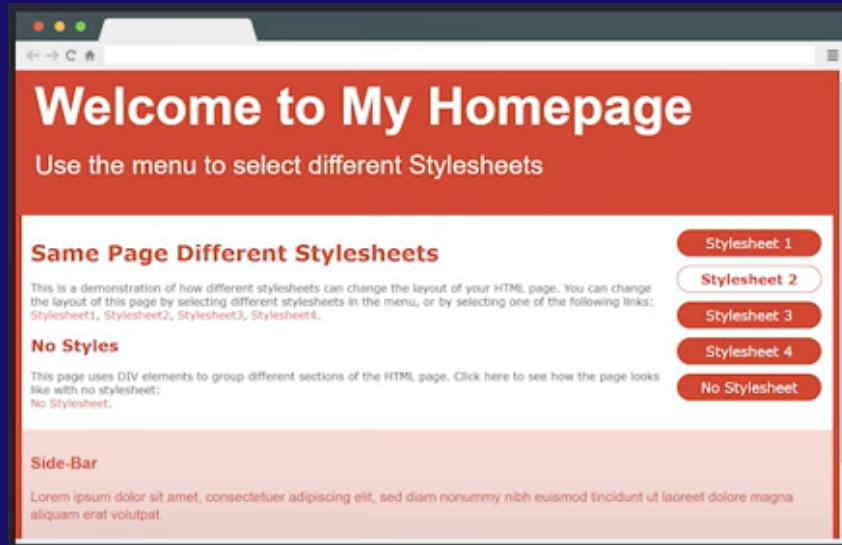 Welcome to My Homepage
Use the menu to select different Stylesheets
Same Page Different Stylesheets
This is a demonstration of how different stylesheets can change the layout of your HTML page. You can change
the layout of this page by selecting different stylesheets in the menu, or by selecting one of the following links:
Stylesheet1, Stylesheet2, Stylesheet3, Stylesheet4.
No Styles
This page uses DIV elements to group different sections of the HTML page. Click here to see how the page looks
like with no stylesheet:
No Stylesheet.
Stylesheet 1
Stylesheet 2
Stylesheet 3
Stylesheet 4
No Stylesheet
Side-Bar
Lorem ipsum dolor sit amet, consectetuer adipiscing elit, sed diam nonummy nibh euismod tincidunt ut laoreet dolore magna
aliquam erat volutpat.